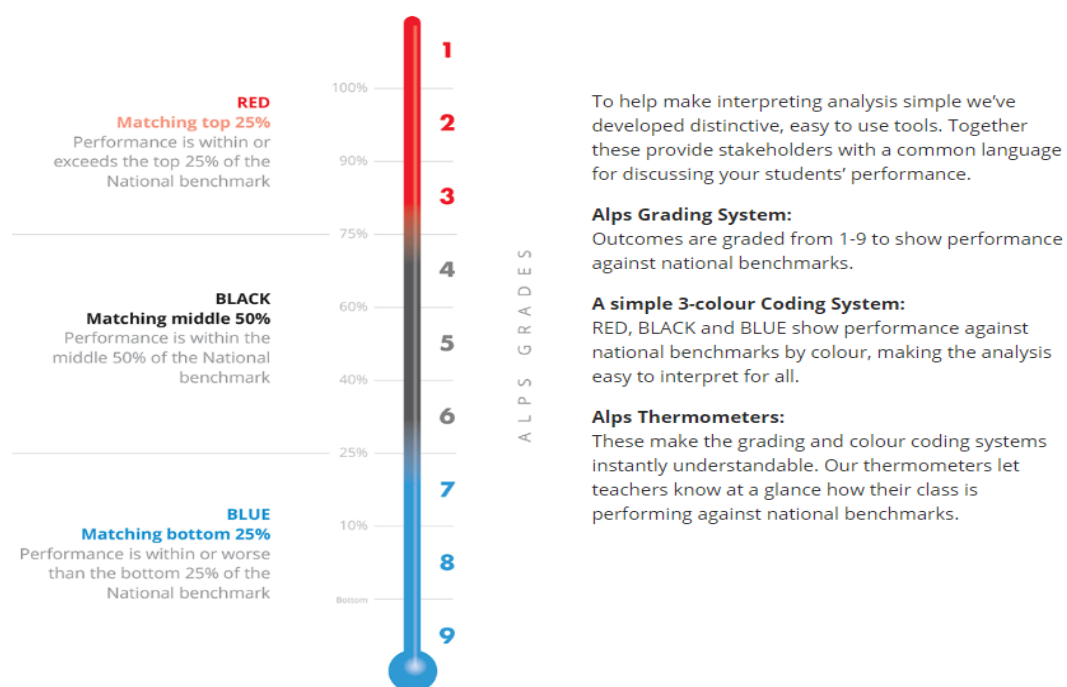 RED
Matching top 25%
Performance is within or
exceeds the top 25% of the
National benchmark
BLACK
Matching middle 50%
Performance is within the
middle 50% of the National
benchmark
BLUE
Matching bottom 25%
Performance is within or worse
than the bottom 25% of the
National benchmark
1
100%
2
90%
3
75%
4
60%
5
40%
6
25%
7
10%
8
Bottom
9
ALPS GRADES
To help make interpreting analysis simple we’ve
developed distinctive, easy to use tools. Together
these provide stakeholders with a common language
for discussing your students’ performance.
Alps Grading System:
Outcomes are graded from 1-9 to show performance
against national benchmarks.
A simple 3-colour Coding System:
RED, BLACK and BLUE show performance against
national benchmarks by colour, making the analysis
easy to interpret for all.
Alps Thermometers:
These make the grading and colour coding systems
instantly understandable. Our thermometers let
teachers know at a glance how their class is
performing against national benchmarks.